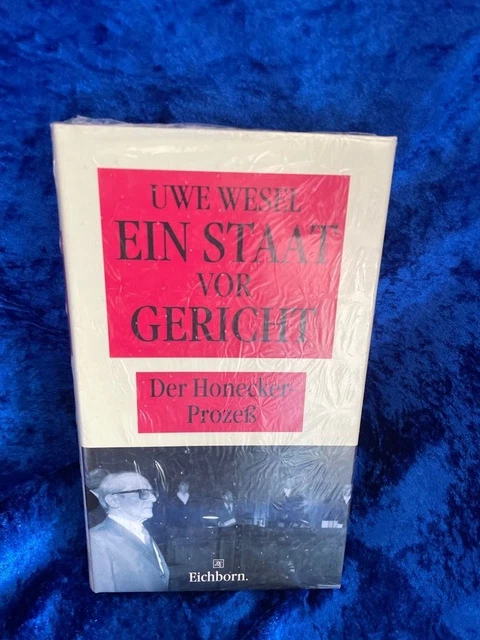 UWE WESEL
EIN STAAT
VOR
GERICHT
Der Honecker-
Prozeß
Eichborn.